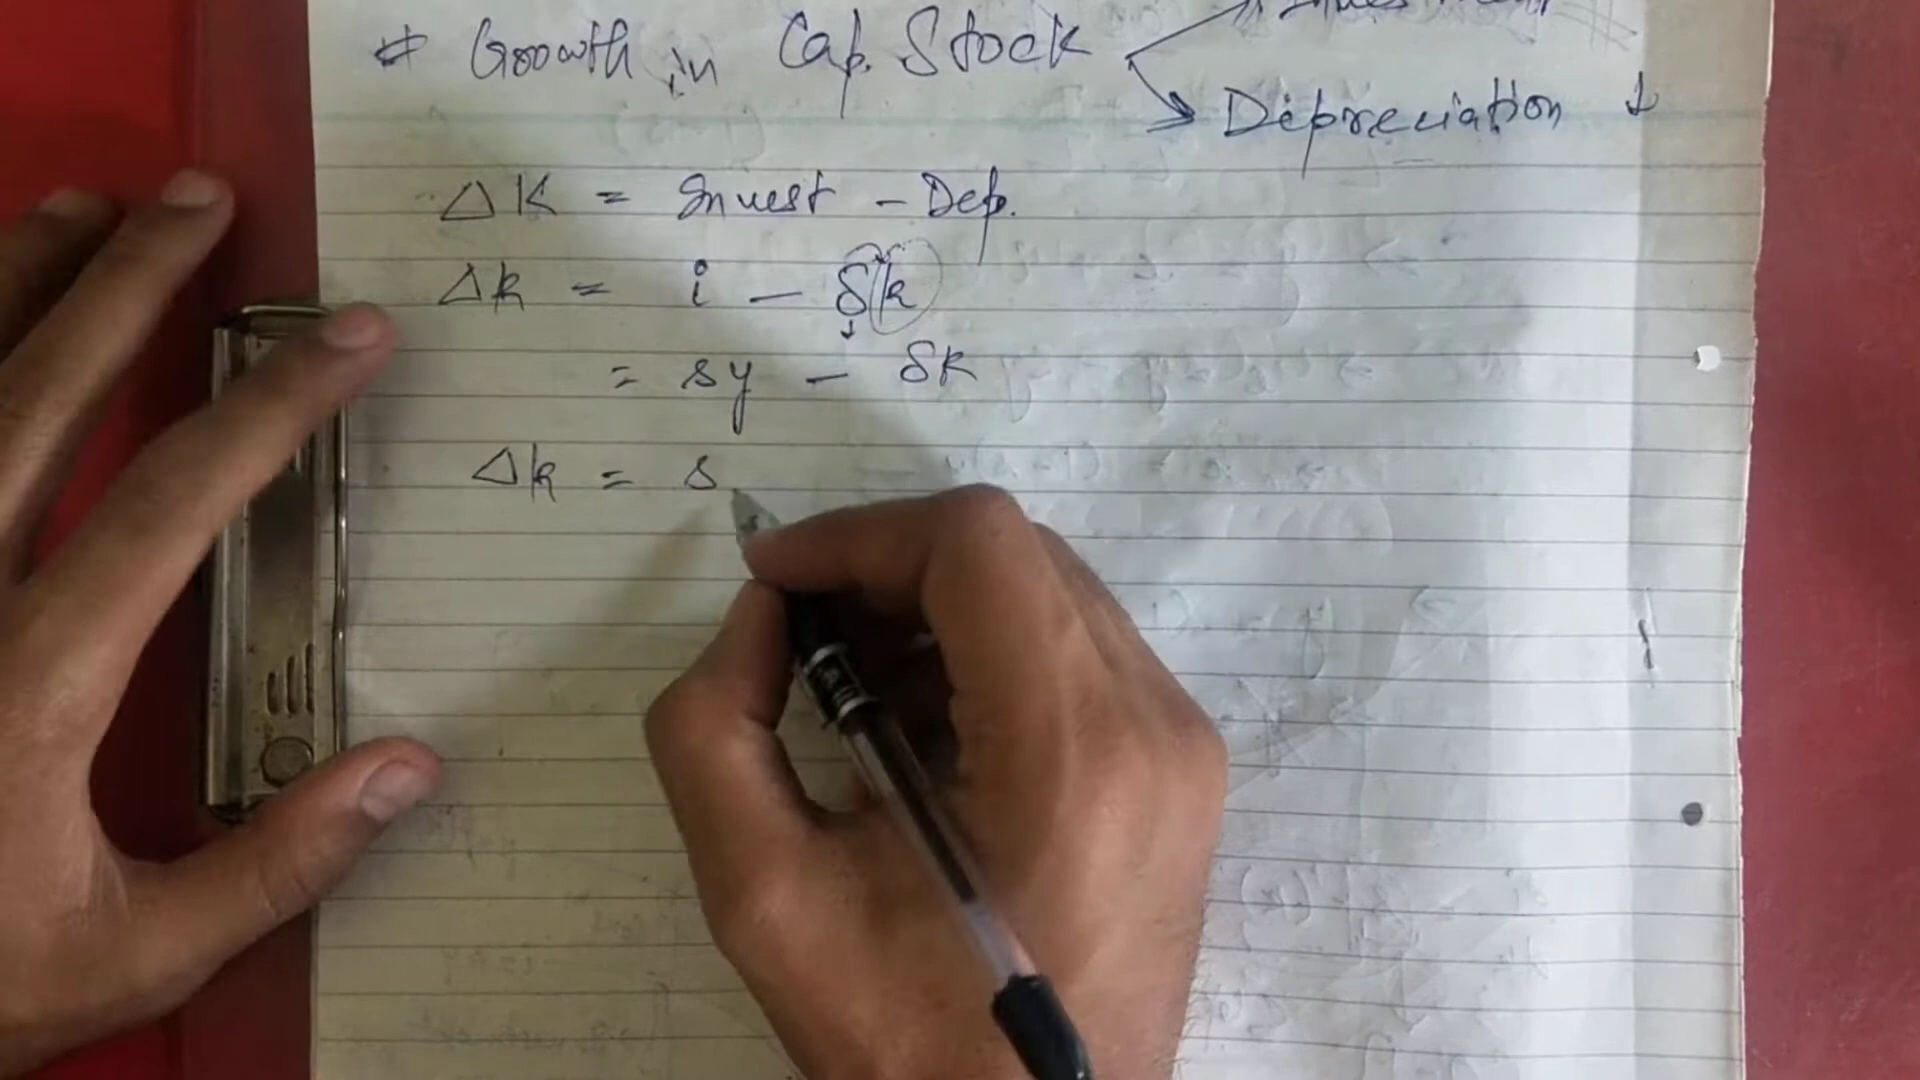 # Growth in Cap. Stock
→ Depreciation ↓
ΔK = Invest - Dep.
Δk = i - δk
= sy - δk
Δk = s